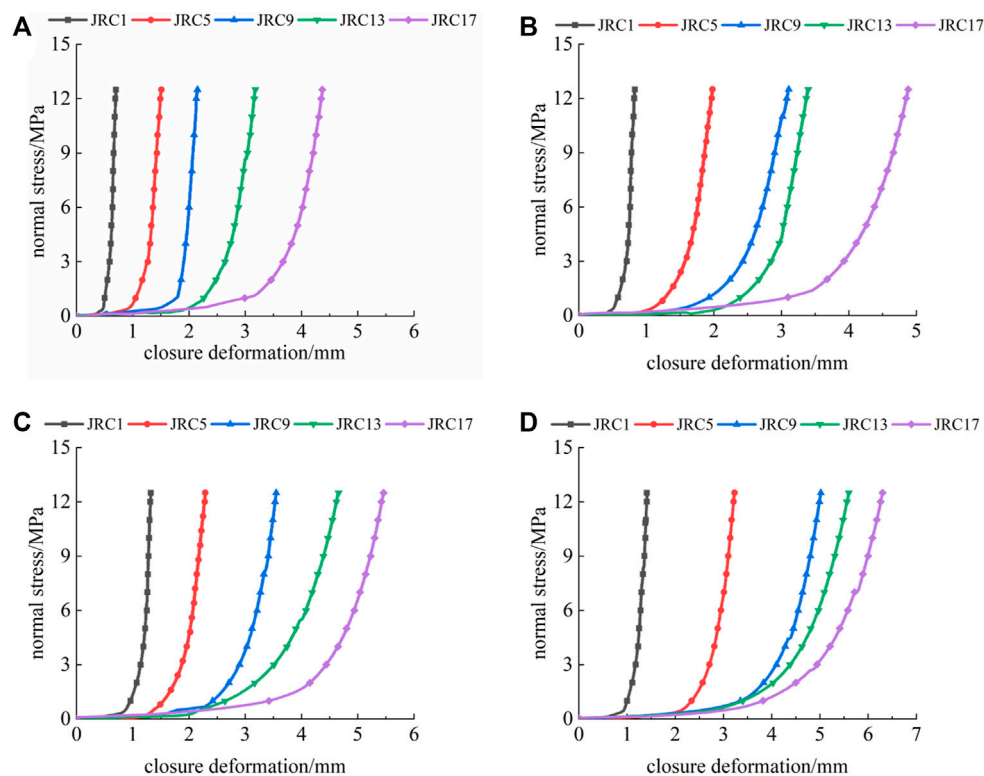 A
JRC1 JRC5 JRC9 JRC13 JRC17
15
12
9
6
3
0
normal stress/MPa
0 1 2 3 4 5 6
closure deformation/mm
B
JRC1 JRC5 JRC9 JRC13 JRC17
15
12
9
6
3
0
normal stress/MPa
0 1 2 3 4 5
closure deformation/mm
C
JRC1 JRC5 JRC9 JRC13 JRC17
15
12
9
6
3
0
normal stress/MPa
0 1 2 3 4 5 6
closure deformation/mm
D
JRC1 JRC5 JRC9 JRC13 JRC17
15
12
9
6
3
0
normal stress/MPa
0 1 2 3 4 5 6 7
closure deformation/mm